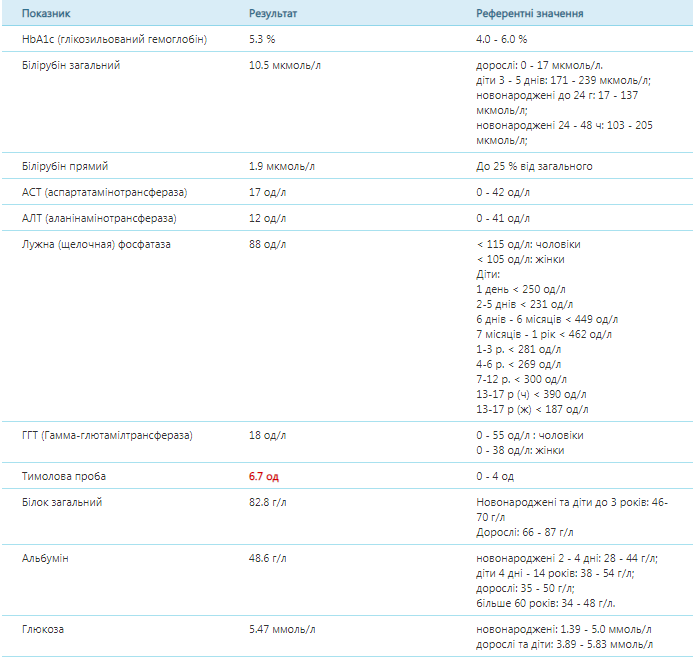 Показник Результат Референтні значення
HbA1c (глікозильований гемоглобін) 5.3 % 4.0 - 6.0 %
Білірубін загальний 10.5 мкмоль/л дорослі: 0 - 17 мкмоль/л.
діти 3 - 5 днів: 171 - 239 мкмоль/л;
новонароджені до 24 г: 17 - 137
мкмоль/л;
новонароджені 24 - 48 ч: 103 - 205
мкмоль/л;
Білірубін прямий 1.9 мкмоль/л До 25 % від загального
АСТ (аспартатамінотрансфераза) 17 од/л 0 - 42 од/л
АЛТ (аланінамінотрансфераза) 12 од/л 0 - 41 од/л
Лужна (щелочная) фосфатаза 88 од/л < 115 од/л: чоловіки
< 105 од/л: жінки
Діти:
1 день < 250 од/л
2-5 днів < 231 од/л
6 днів - 6 місяців < 449 од/л
7 місяців - 1 рік < 462 од/л
1-3 р. < 281 од/л
4-6 р. < 269 од/л
7-12 р. < 300 од/л
13-17 р (ч) < 390 од/л
13-17 р (ж) < 187 од/л
ГГТ (Гамма-глютамілтрансфераза) 18 од/л 0 - 55 од/л : чоловіки
0 - 38 од/л: жінки
Тимолова проба 6.7 од 0 - 4 од
Білок загальний 82.8 г/л Новонароджені та діти до 3 років: 46-
70 г/л
Дорослі: 66 - 87 г/л
Альбумін 48.6 г/л новонароджені 2 - 4 дні: 28 - 44 г/л;
діти 4 дні - 14 років: 38 - 54 г/л;
дорослі: 35 - 50 г/л;
більше 60 років: 34 - 48 г/л.
Глюкоза 5.47 ммоль/л новонароджені: 1.39 - 5.0 ммоль/л
дорослі та діти: 3.89 - 5.83 ммоль/л